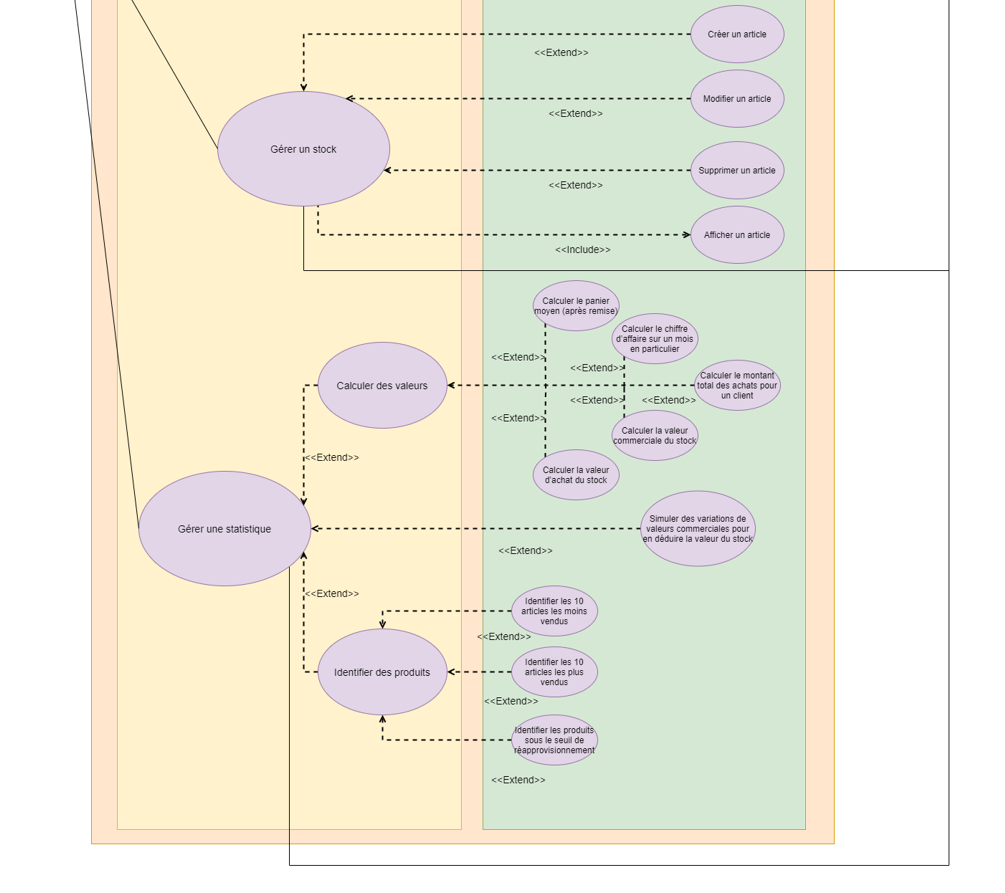 Créer un article
<<Extend>>
Modifier un article
<<Extend>>
Gérer un stock
Supprimer un article
<<Extend>>
Afficher un article
<<Include>>
Calculer le panier
moyen (après remise)
Calculer le chiffre
d'affaire sur un mois
en particulier
<<Extend>>
<<Extend>>
Calculer des valeurs
Calculer le montant
total des achats pour
un client
<<Extend>>
<<Extend>>
<<Extend>>
Calculer la valeur
commerciale du stock
<<Extend>>
Calculer la valeur
d'achat du stock
Gérer une statistique
Simuler des variations de
valeurs commerciales pour
en déduire la valeur du stock
<<Extend>>
<<Extend>>
Identifier les 10
articles les moins
vendus
<<Extend>>
Identifier des produits
Identifier les 10
articles les plus
vendus
<<Extend>>
Identifier les produits
sous le seuil de
réapprovisionnement
<<Extend>>